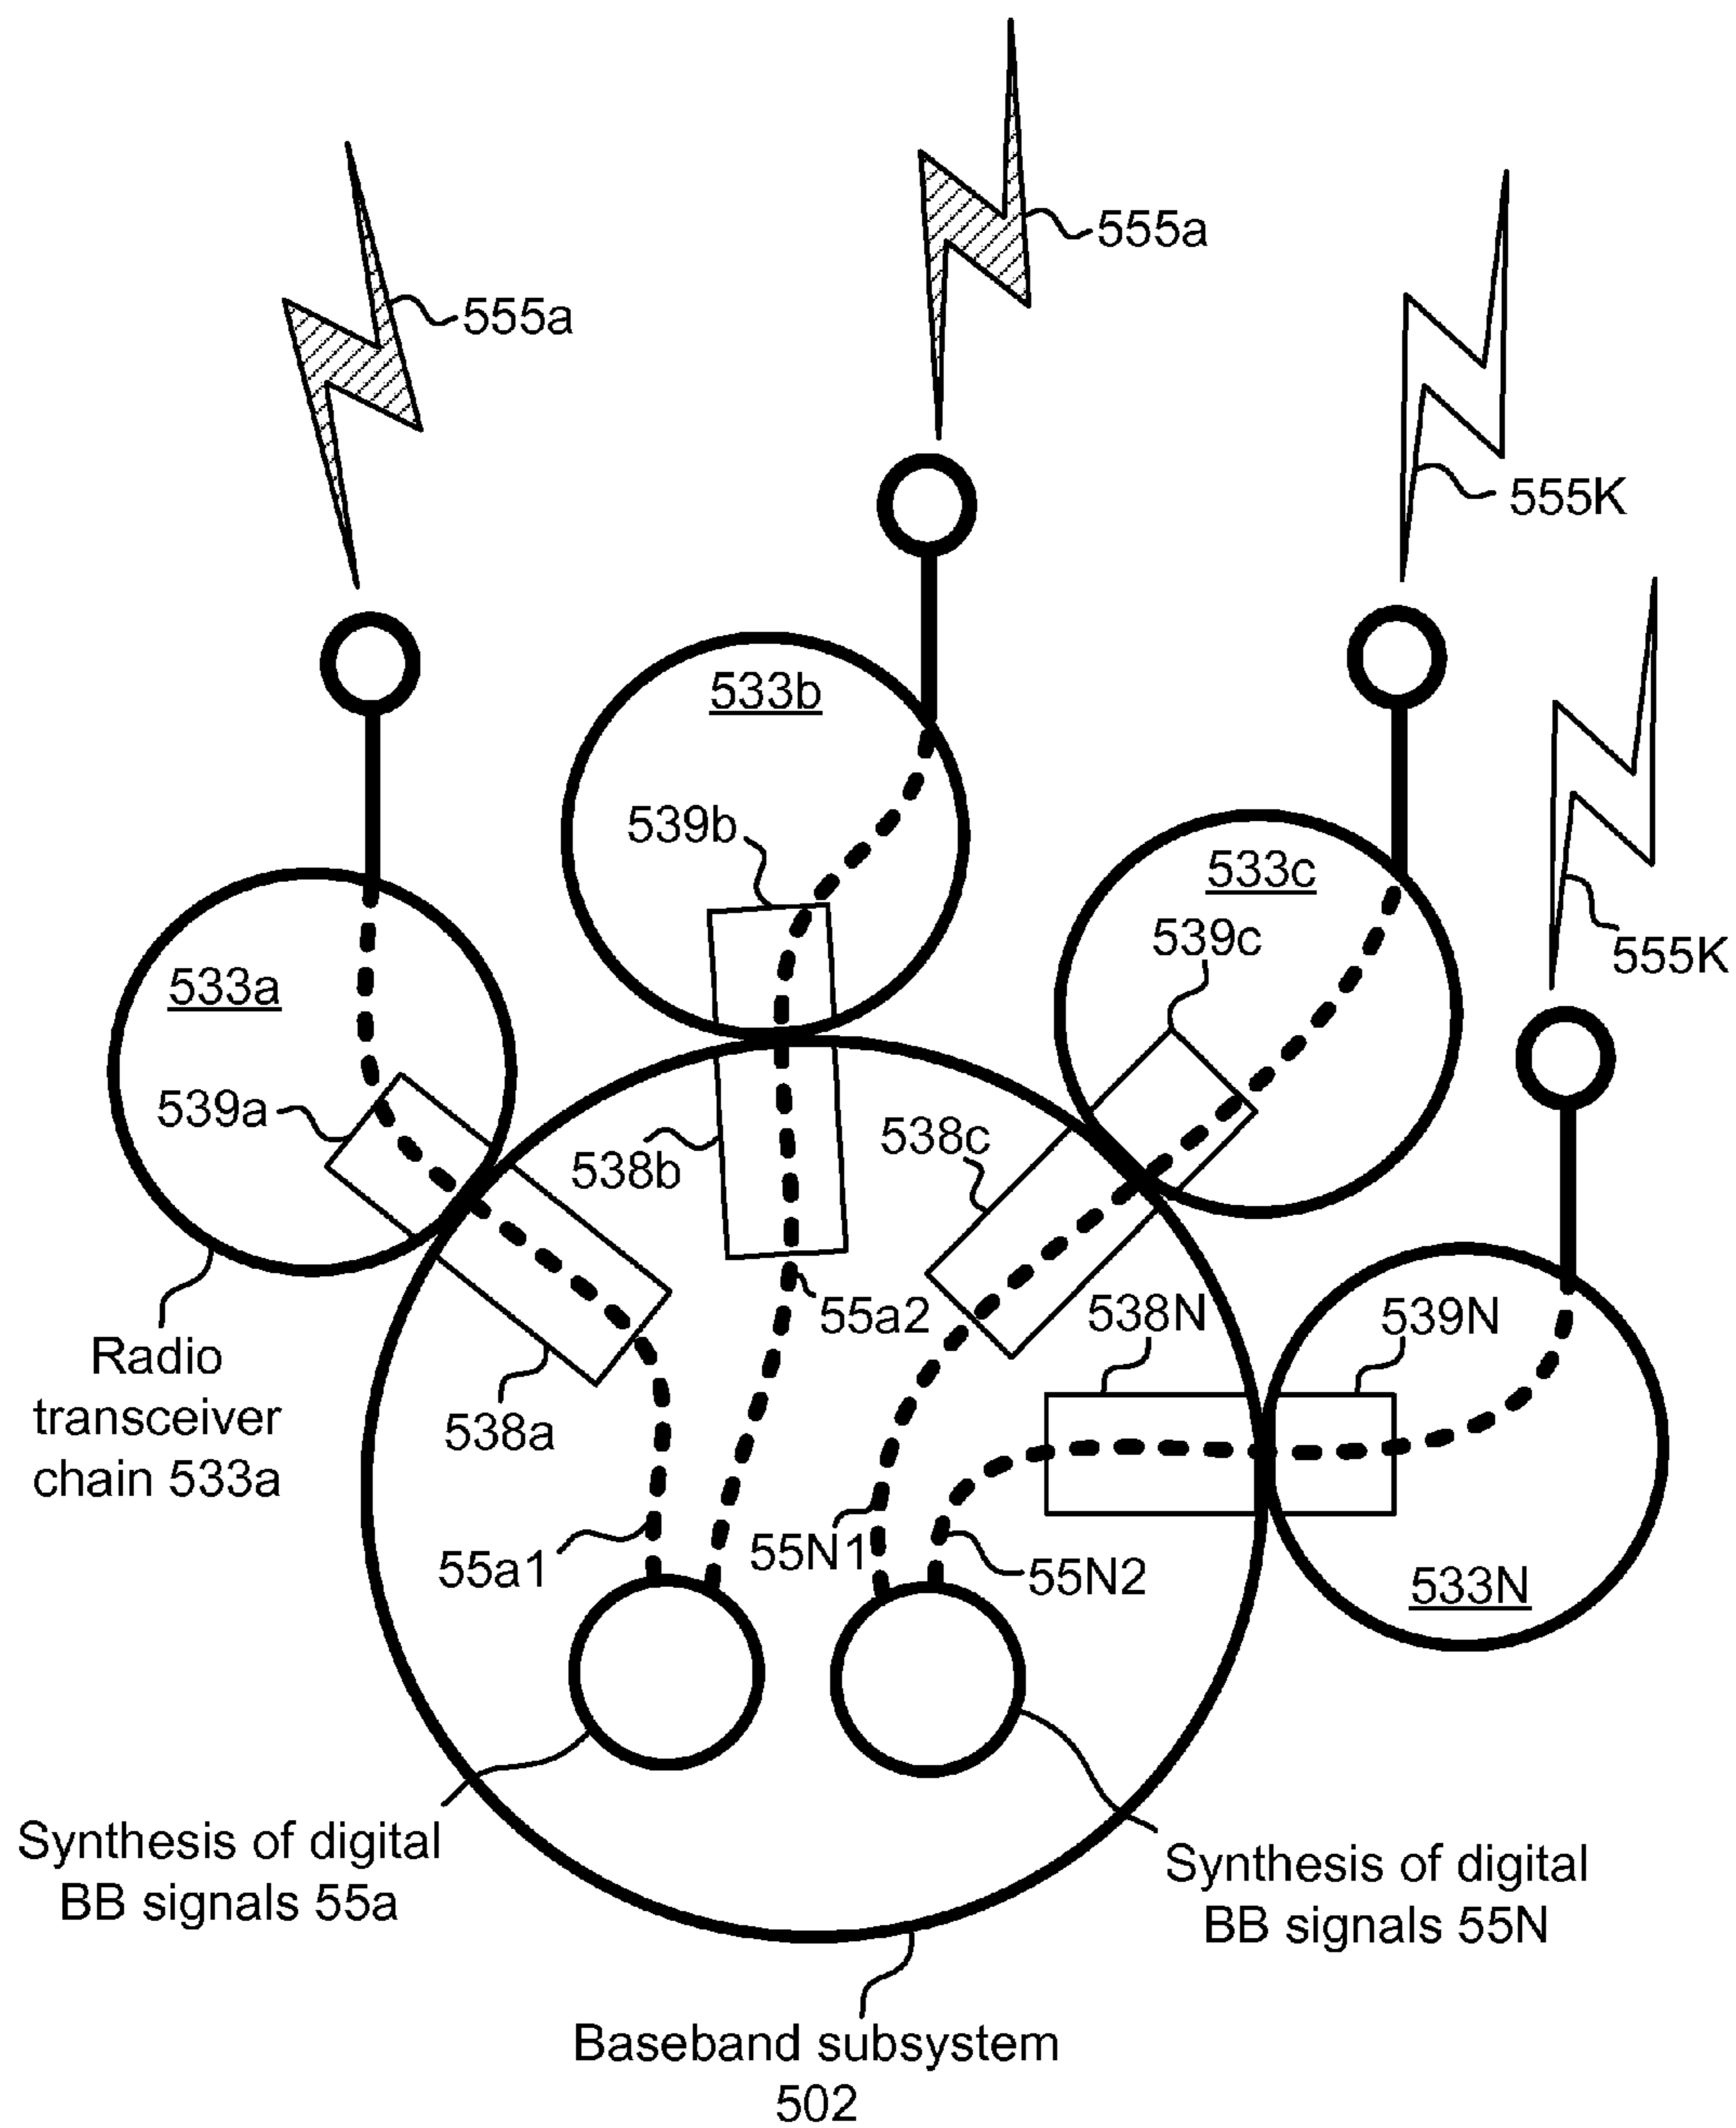 555a
555a
555K
555K
533b
539b
533c
539c
533a
539a
538b
538c
55a2
538N
539N
Radio
transceiver
chain 533a
538a
55a1
55N1
55N2
533N
Synthesis of digital
BB signals 55a
Synthesis of digital
BB signals 55N
Baseband subsystem
502